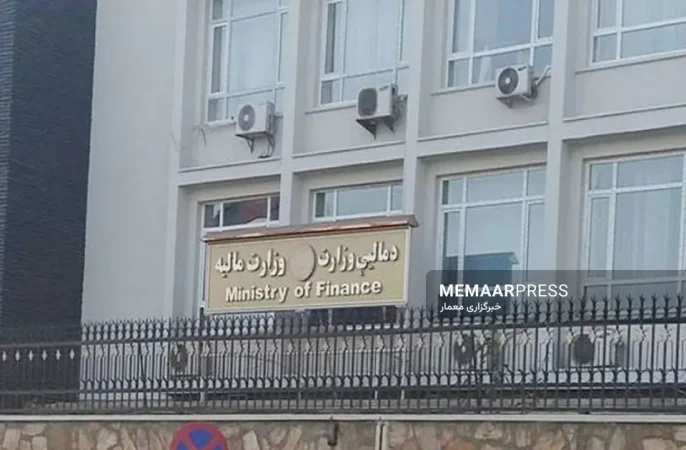 دمالیې وزارت وزارت مالیه
Ministry of Finance
MEMAARPRESS
خبرگزاری معمار